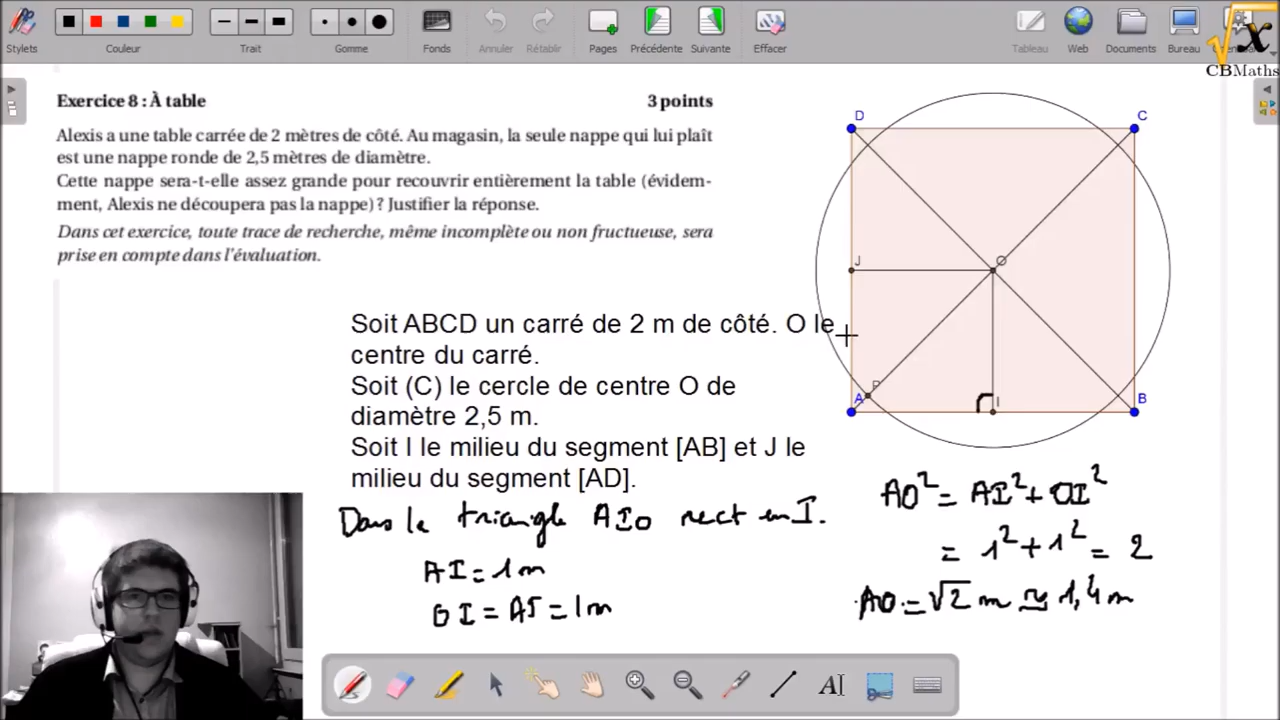 Stylets
Couleur
Trait
Gomme
Fonds
Annuler
Rétablir
Pages
Précédente
Suivante
Effacer
Tableau
Web
Documents
Bureau
√x
CBMaths
Exercice 8 : À table 3 points
Alexis a une table carrée de 2 mètres de côté. Au magasin, la seule nappe qui lui plaît
est une nappe ronde de 2,5 mètres de diamètre.
Cette nappe sera-t-elle assez grande pour recouvrir entièrement la table (évidem-
ment, Alexis ne découpera pas la nappe) ? Justifier la réponse.
Dans cet exercice, toute trace de recherche, même incomplète ou non fructueuse, sera
prise en compte dans l'évaluation.
D
C
J
O
A
I
B
Soit ABCD un carré de 2 m de côté. O le
centre du carré.
Soit (C) le cercle de centre O de
diamètre 2,5 m.
Soit I le milieu du segment [AB] et J le
milieu du segment [AD].
Dans le triangle AIO rect en I.
AI = 1m
OI = AJ = 1m
AO² = AI² + OI²
= 1² + 1² = 2
AO = √2 m ≃ 1,4 m
AI